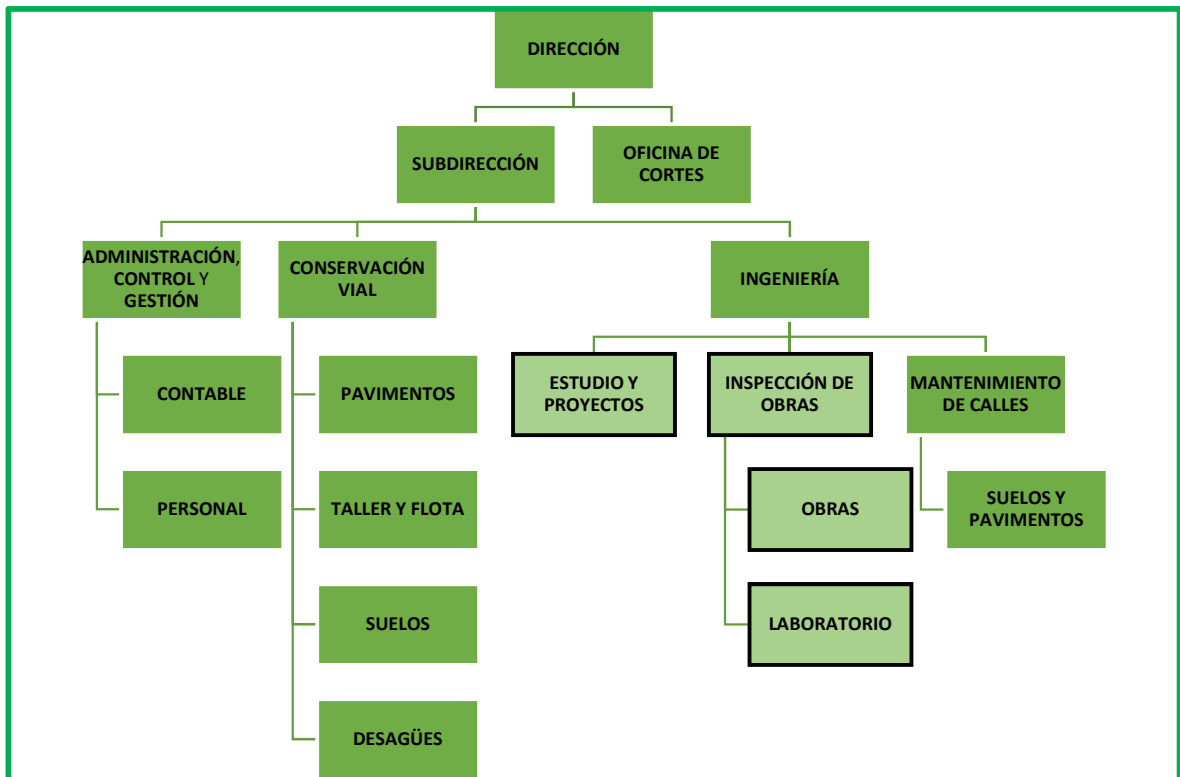 DIRECCIÓN
SUBDIRECCIÓN
OFICINA DE
CORTES
ADMINISTRACIÓN,
CONTROL Y
GESTIÓN
CONSERVACIÓN
VIAL
INGENIERÍA
CONTABLE
PAVIMENTOS
ESTUDIO Y
PROYECTOS
INSPECCIÓN DE
OBRAS
MANTENIMIENTO
DE CALLES
PERSONAL
TALLER Y FLOTA
OBRAS
SUELOS Y
PAVIMENTOS
SUELOS
LABORATORIO
DESAGÜES